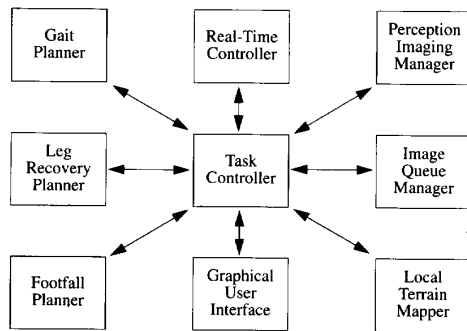 Gait
Planner
Real-Time
Controller
Perception
Imaging
Manager
Leg
Recovery
Planner
Task
Controller
Image
Queue
Manager
Footfall
Planner
Graphical
User
Interface
Local
Terrain
Mapper